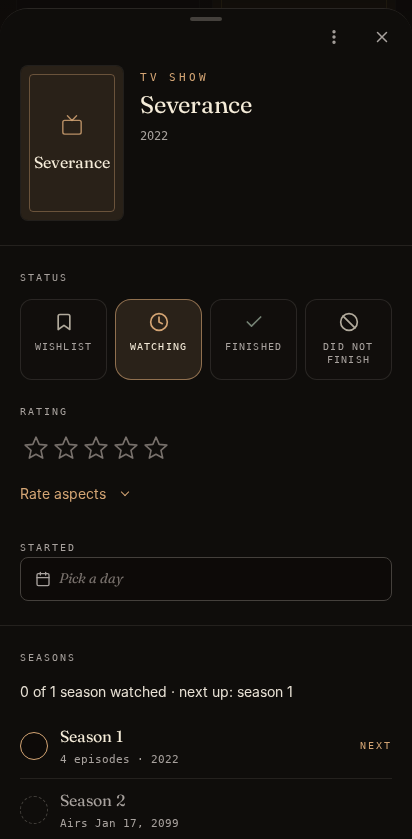 TV SHOW
Severance
2022
Severance
STATUS
WISHLIST
WATCHING
FINISHED
DID NOT
FINISH
RATING
Rate aspects
STARTED
Pick a day
SEASONS
0 of 1 season watched · next up: season 1
Season 1
NEXT
4 episodes · 2022
Season 2
Airs Jan 17, 2099